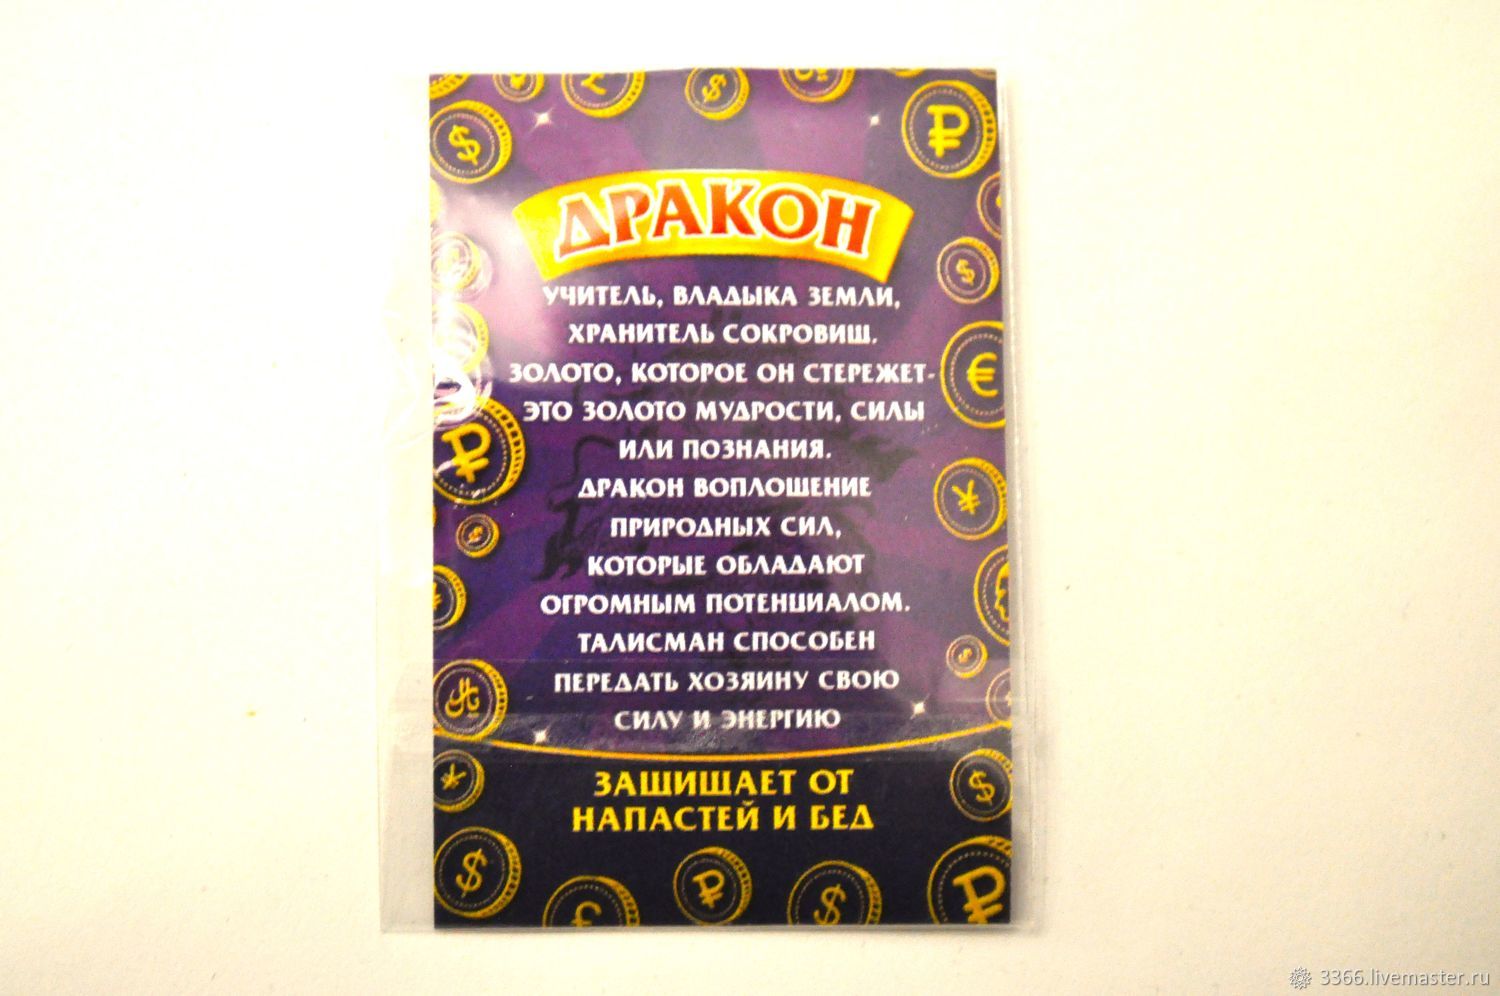 ДРАКОН
УЧИТЕЛЬ, ВЛАДЫКА ЗЕМЛИ,
ХРАНИТЕЛЬ СОКРОВИЩ.
ЗОЛОТО, КОТОРОЕ ОН СТЕРЕЖЕТ-
ЭТО ЗОЛОТО МУДРОСТИ, СИЛЫ
ИЛИ ПОЗНАНИЯ.
ДРАКОН ВОПЛОЩЕНИЕ
ПРИРОДНЫХ СИЛ,
КОТОРЫЕ ОБЛАДАЮТ
ОГРОМНЫМ ПОТЕНЦИАЛОМ.
ТАЛИСМАН СПОСОБЕН
ПЕРЕДАТЬ ХОЗЯИНУ СВОЮ
СИЛУ И ЭНЕРГИЮ
ЗАЩИЩАЕТ ОТ
НАПАСТЕЙ И БЕД
3366.livemaster.ru